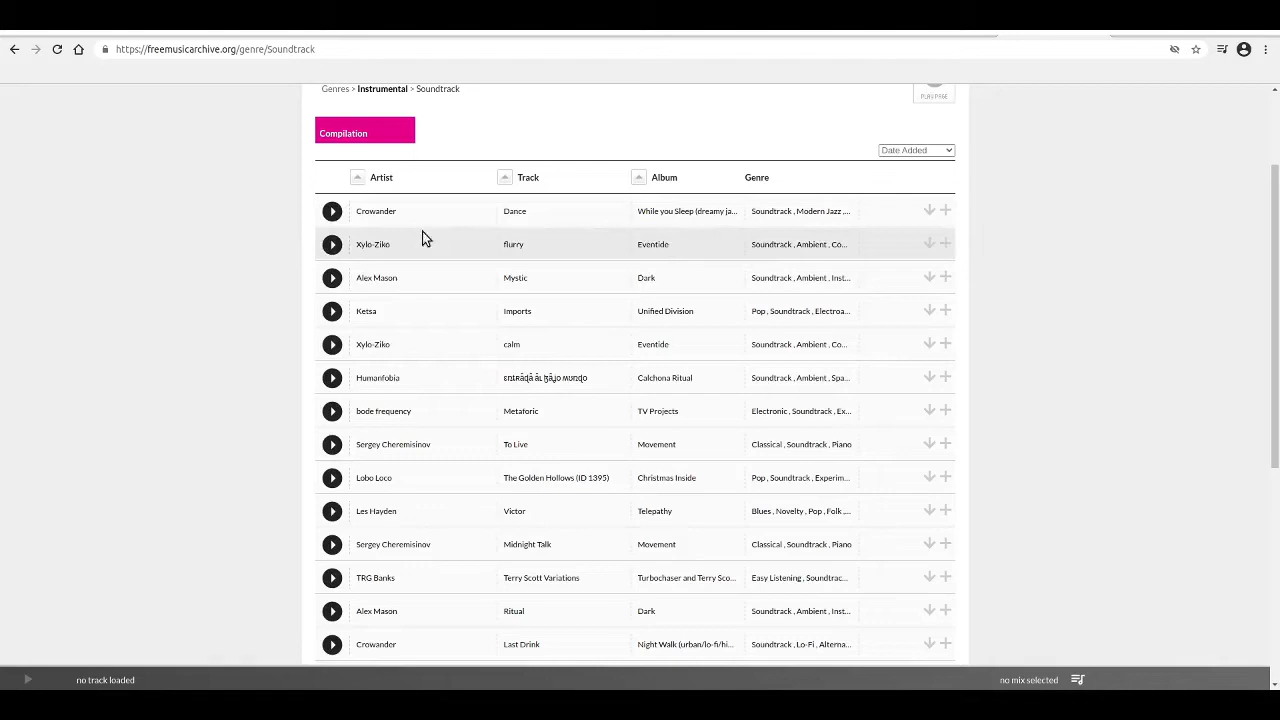 https://freemusicarchive.org/genre/Soundtrack
Genres > Instrumental > Soundtrack
PLAY PAGE
Compilation
Date Added
Artist Track Album Genre
Crowander Dance While you Sleep (dreamy ja... Soundtrack , Modern Jazz ,...
Xylo-Ziko flurry Eventide Soundtrack , Ambient , Co...
Alex Mason Mystic Dark Soundtrack , Ambient , Inst...
Ketsa Imports Unified Division Pop , Soundtrack , Electroa...
Xylo-Ziko calm Eventide Soundtrack , Ambient , Co...
Humanfobia Calchona Ritual Soundtrack , Ambient , Spa...
bode frequency Metaforic TV Projects Electronic , Soundtrack , Ex...
Sergey Cheremisinov To Live Movement Classical , Soundtrack , Piano
Lobo Loco The Golden Hollows (ID 1395) Christmas Inside Pop , Soundtrack , Experim...
Les Hayden Victor Telepathy Blues , Novelty , Pop , Folk ,...
Sergey Cheremisinov Midnight Talk Movement Classical , Soundtrack , Piano
TRG Banks Terry Scott Variations Turbochaser and Terry Sco... Easy Listening , Soundtrac...
Alex Mason Ritual Dark Soundtrack , Ambient , Inst...
Crowander Last Drink Night Walk (urban/lo-fi/hi... Soundtrack , Lo-Fi , Alterna...
no track loaded no mix selected